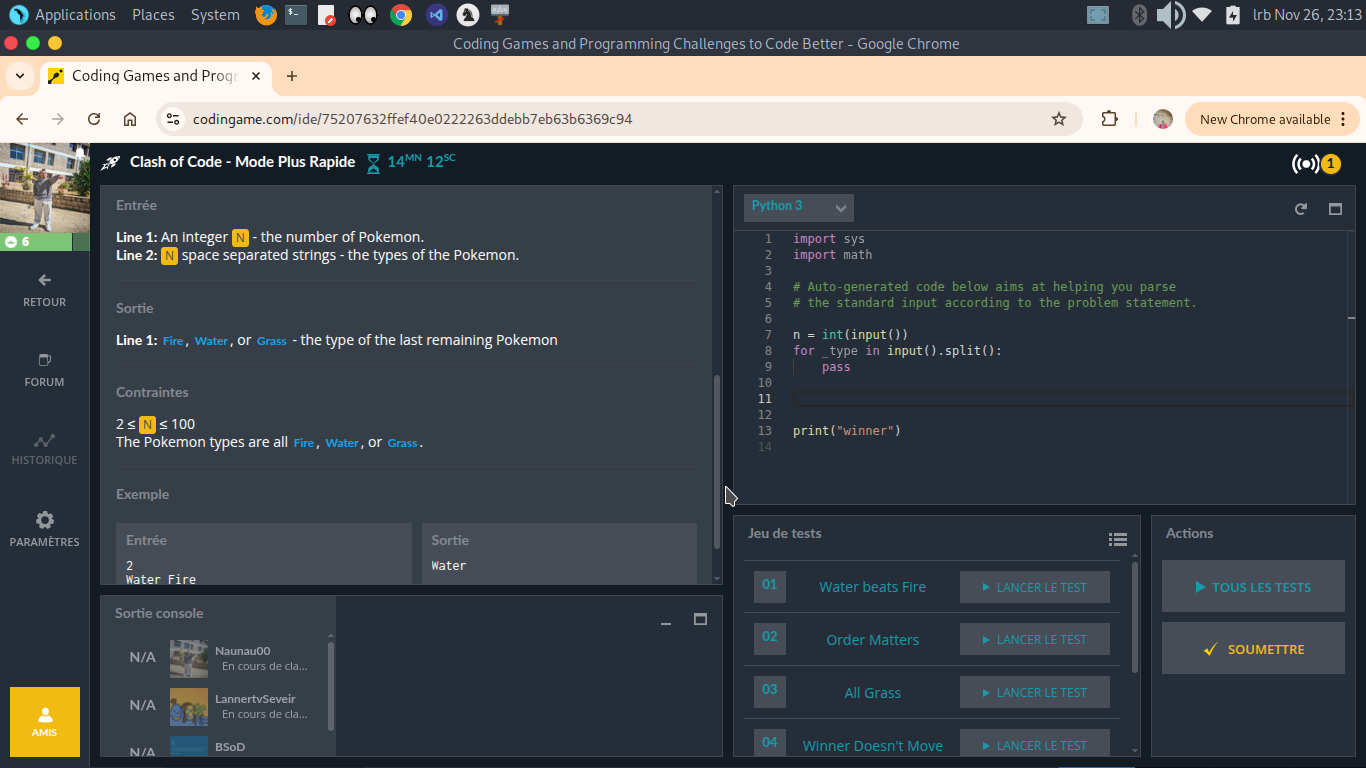 Applications Places System lrb Nov 26, 23:13
Coding Games and Programming Challenges to Code Better - Google Chrome
Coding Games and Progr
codingame.com/ide/75207632ffef40e0222263ddebb7eb63b6369c94 New Chrome available
Clash of Code - Mode Plus Rapide 14MN 12SC 1
6
RETOUR
FORUM
HISTORIQUE
PARAMÈTRES
AMIS
Entrée
Line 1: An integer N - the number of Pokemon.
Line 2: N space separated strings - the types of the Pokemon.
Sortie
Line 1: Fire, Water, or Grass - the type of the last remaining Pokemon
Contraintes
2 ≤ N ≤ 100
The Pokemon types are all Fire, Water, or Grass.
Exemple
Entrée
2
Water Fire
Sortie
Water
Sortie console
N/A Naunau00
En cours de cla...
N/A LannertvSeveir
En cours de cla...
N/A BSoD
Python 3
1 import sys
2 import math
3
4 # Auto-generated code below aims at helping you parse
5 # the standard input according to the problem statement.
6
7 n = int(input())
8 for _type in input().split():
9     pass
10
11
12
13 print("winner")
14
Jeu de tests
01 Water beats Fire LANCER LE TEST
02 Order Matters LANCER LE TEST
03 All Grass LANCER LE TEST
04 Winner Doesn't Move LANCER LE TEST
Actions
TOUS LES TESTS
SOUMETTRE